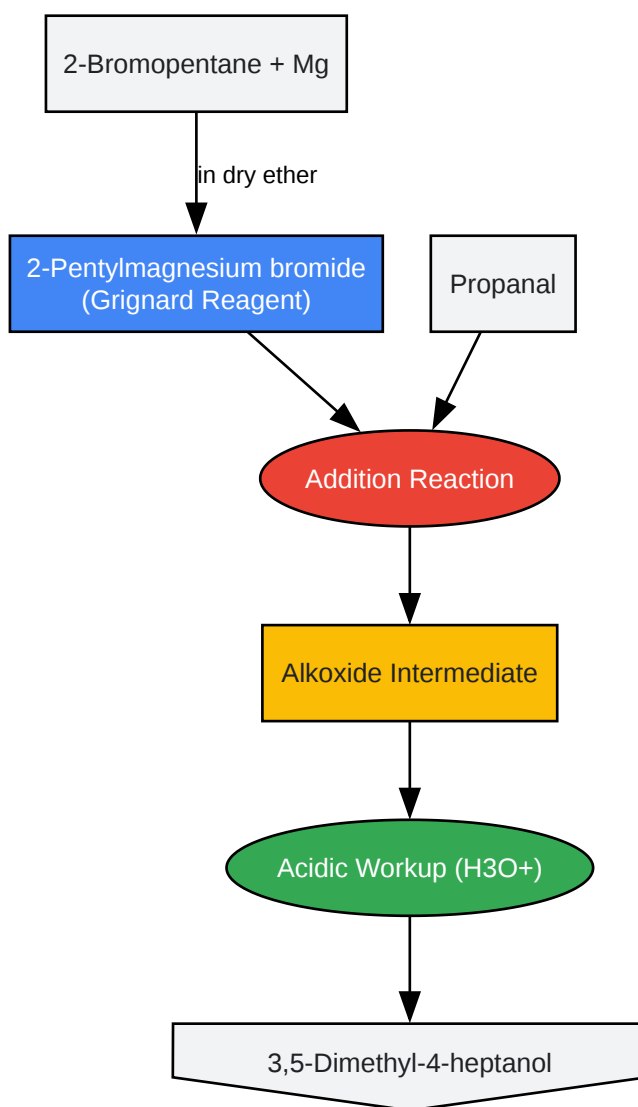 2-Bromopentane + Mg
in dry ether
2-Pentylmagnesium bromide
(Grignard Reagent)
Propanal
Addition Reaction
Alkoxide Intermediate
Acidic Workup (H3O+)
3,5-Dimethyl-4-heptanol